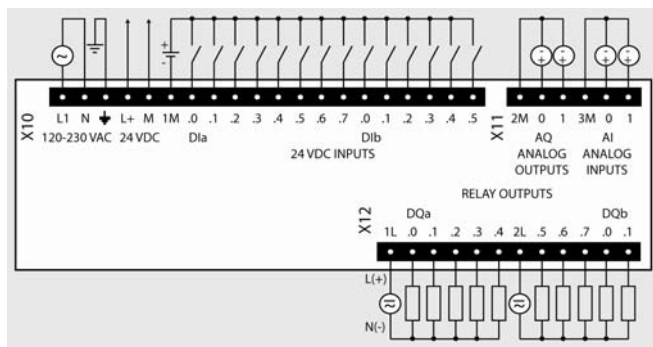 X10
L1 N L+ M 1M .0 .1 .2 .3 .4 .5 .6 .7 .0 .1 .2 .3 .4 .5
120-230 VAC 24 VDC DIa DIb
24 VDC INPUTS
X11
2M 0 1 3M 0 1
AQ AI
ANALOG ANALOG
OUTPUTS INPUTS
RELAY OUTPUTS
X12
DQa DQb
1L .0 .1 .2 .3 .4 2L .5 .6 .7 .0 .1
L(+)
N(-)